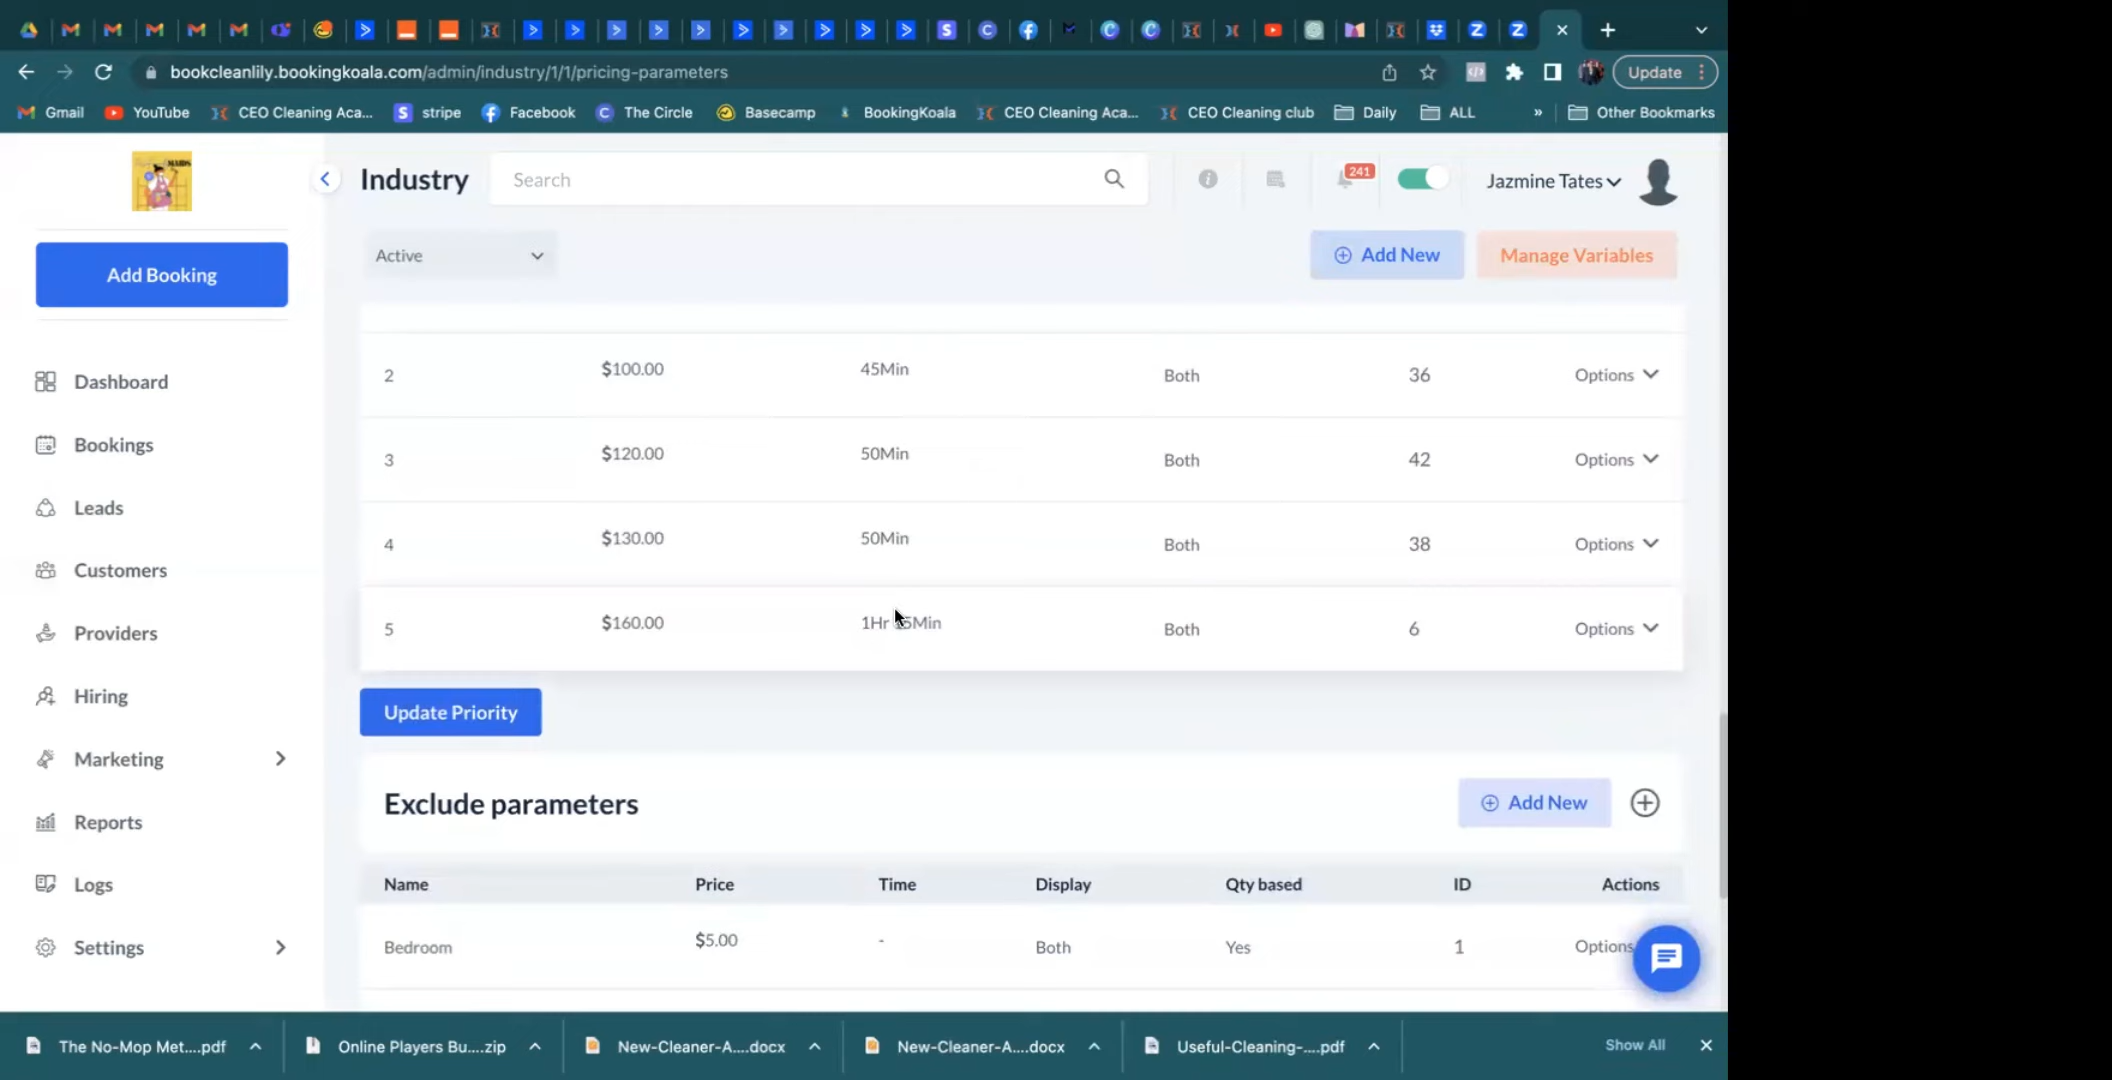 bookcleanlily.bookingkoala.com/admin/industry/1/1/pricing-parameters
Update
Gmail YouTube CEO Cleaning Aca... stripe Facebook The Circle Basecamp BookingKoala CEO Cleaning Aca... CEO Cleaning club Daily ALL » Other Bookmarks
MAIDS
Industry
Search
241
Jazmine Tates
Add Booking
Active
Add New
Manage Variables
2 $100.00 45Min Both 36 Options
3 $120.00 50Min Both 42 Options
4 $130.00 50Min Both 38 Options
5 $160.00 1Hr 5Min Both 6 Options
Update Priority
Exclude parameters
Add New
Name Price Time Display Qty based ID Actions
Bedroom $5.00 - Both Yes 1 Options
Dashboard
Bookings
Leads
Customers
Providers
Hiring
Marketing
Reports
Logs
Settings
The No-Mop Met....pdf Online Players Bu....zip New-Cleaner-A....docx New-Cleaner-A....docx Useful-Cleaning-....pdf Show All